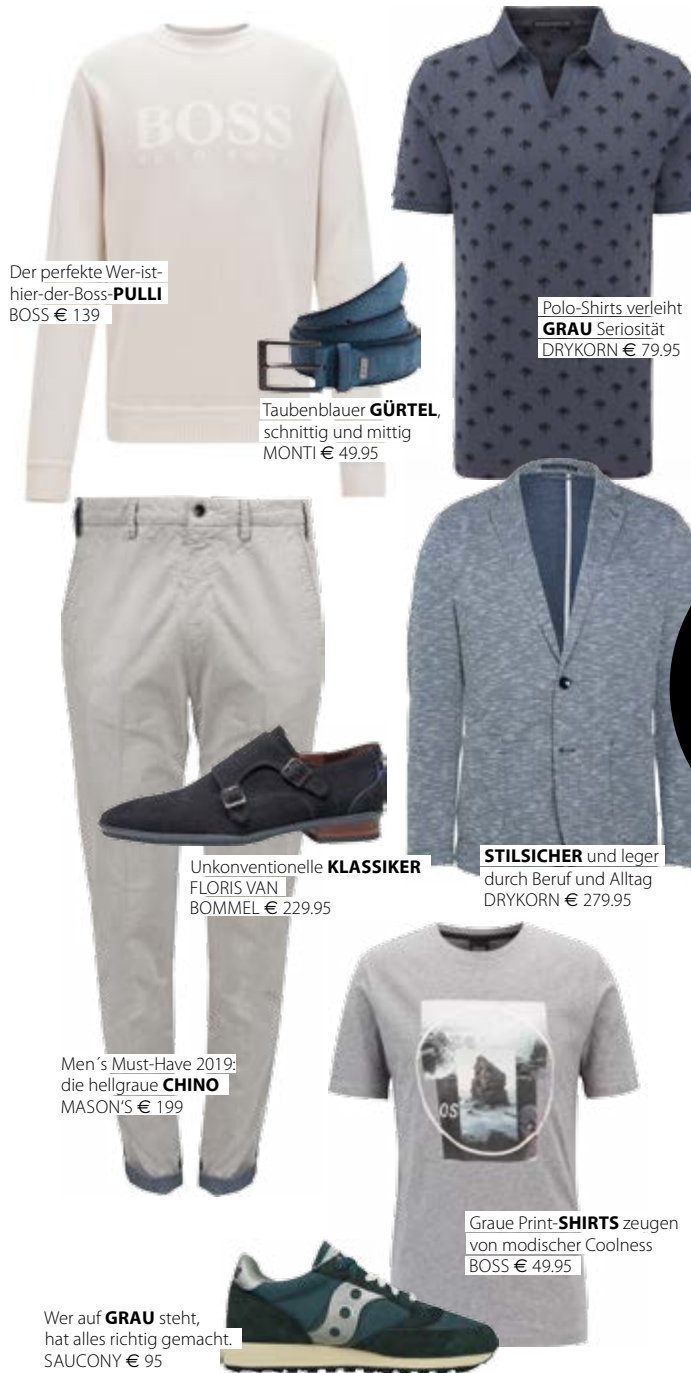 BOSS
Der perfekte Wer-ist-
hier-der-Boss-PULLI
BOSS € 139
Polo-Shirts verleiht
GRAU Seriosität
DRYKORN € 79.95
Taubenblauer GÜRTEL,
schnittig und mittig
MONTI € 49.95
Unkonventionelle KLASSIKER
FLORIS VAN
BOMMEL € 229.95
STILSICHER und leger
durch Beruf und Alltag
DRYKORN € 279.95
Men´s Must-Have 2019:
die hellgraue CHINO
MASON'S € 199
OS
Graue Print-SHIRTS zeugen
von modischer Coolness
BOSS € 49.95
Wer auf GRAU steht,
hat alles richtig gemacht.
SAUCONY € 95